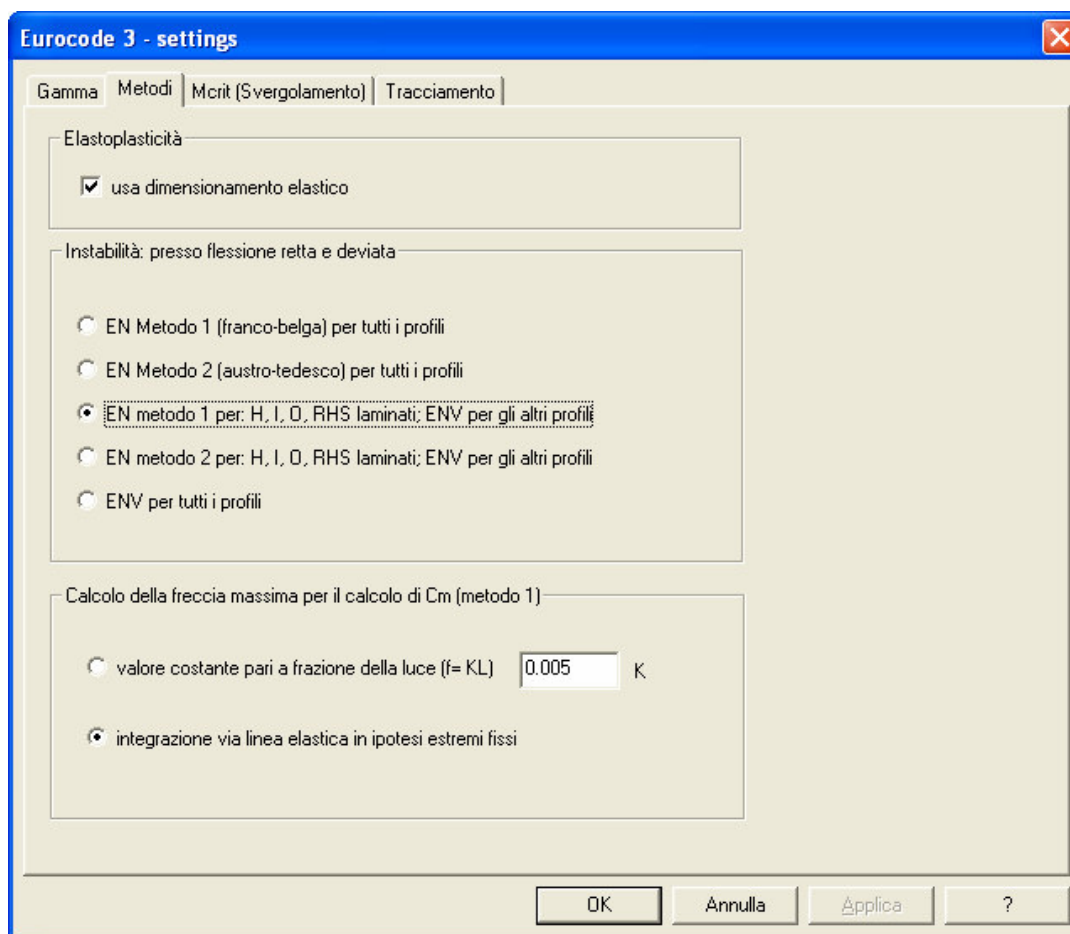 Eurocode 3 - settings
Gamma Metodi Mcrit (Svergolamento) Tracciamento
Elastoplasticità
usa dimensionamento elastico
Instabilità: presso flessione retta e deviata
EN Metodo 1 (franco-belga) per tutti i profili
EN Metodo 2 (austro-tedesco) per tutti i profili
EN metodo 1 per: H, I, O, RHS laminati; ENV per gli altri profili
EN metodo 2 per: H, I, O, RHS laminati; ENV per gli altri profili
ENV per tutti i profili
Calcolo della freccia massima per il calcolo di Cm (metodo 1)
valore costante pari a frazione della luce (f= KL) 0.005 K
integrazione via linea elastica in ipotesi estremi fissi
OK Annulla Applica ?